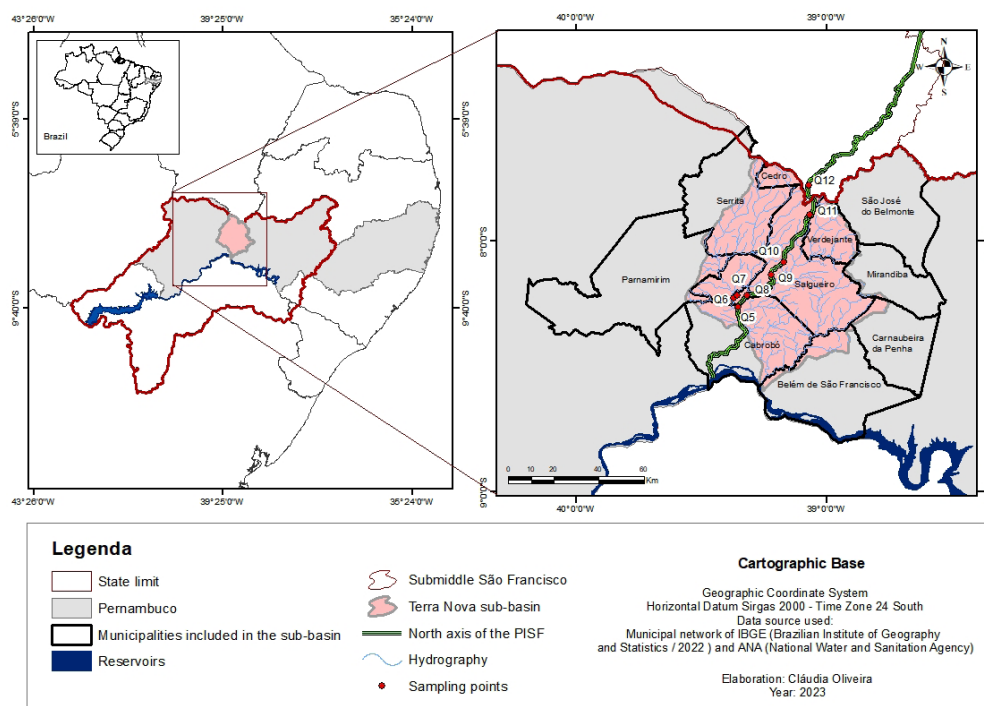 43°26'0"W
39°25'0"W
35°24'0"W
5°39'0"S
9°40'0"S
Brazil
43°26'0"W
39°25'0"W
35°24'0"W
40°0'0"W
39°0'0"W
8°0'0"S
9°0'0"S
N
W
E
S
Cedro
Q12
Serrita
Q11
São José
do Belmonte
Verdejante
Q10
Mirandiba
Parnamirim
Q7
Q9
Salgueiro
Q6
Q8
Q5
Cabrobó
Carnaubeira
da Penha
Belém de São Francisco
0 10 20 40 60
Km
40°0'0"W
39°0'0"W
Legenda
State limit
Pernambuco
Municipalities included in the sub-basin
Reservoirs
Submiddle São Francisco
Terra Nova sub-basin
North axis of the PISF
Hydrography
Sampling points
Cartographic Base
Geographic Coordinate System
Horizontal Datum Sirgas 2000 - Time Zone 24 South
Data source used:
Municipal network of IBGE (Brazilian Institute of Geography
and Statistics / 2022 ) and ANA (National Water and Sanitation Agency)
Elaboration: Cláudia Oliveira
Year: 2023